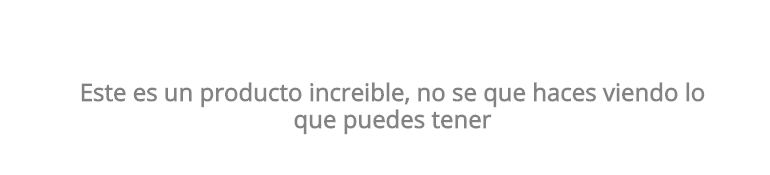 Este es un producto increible, no se que haces viendo lo
que puedes tener